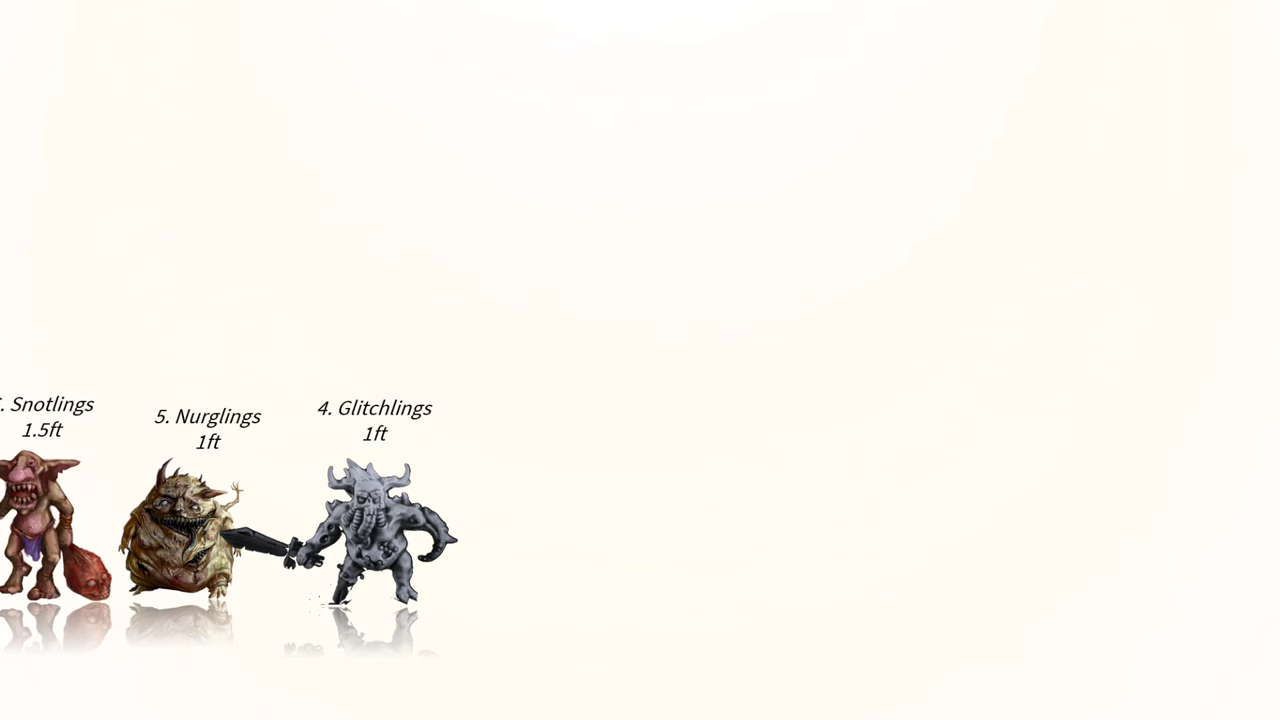 . Snotlings
1.5ft
5. Nurglings
1ft
4. Glitchlings
1ft